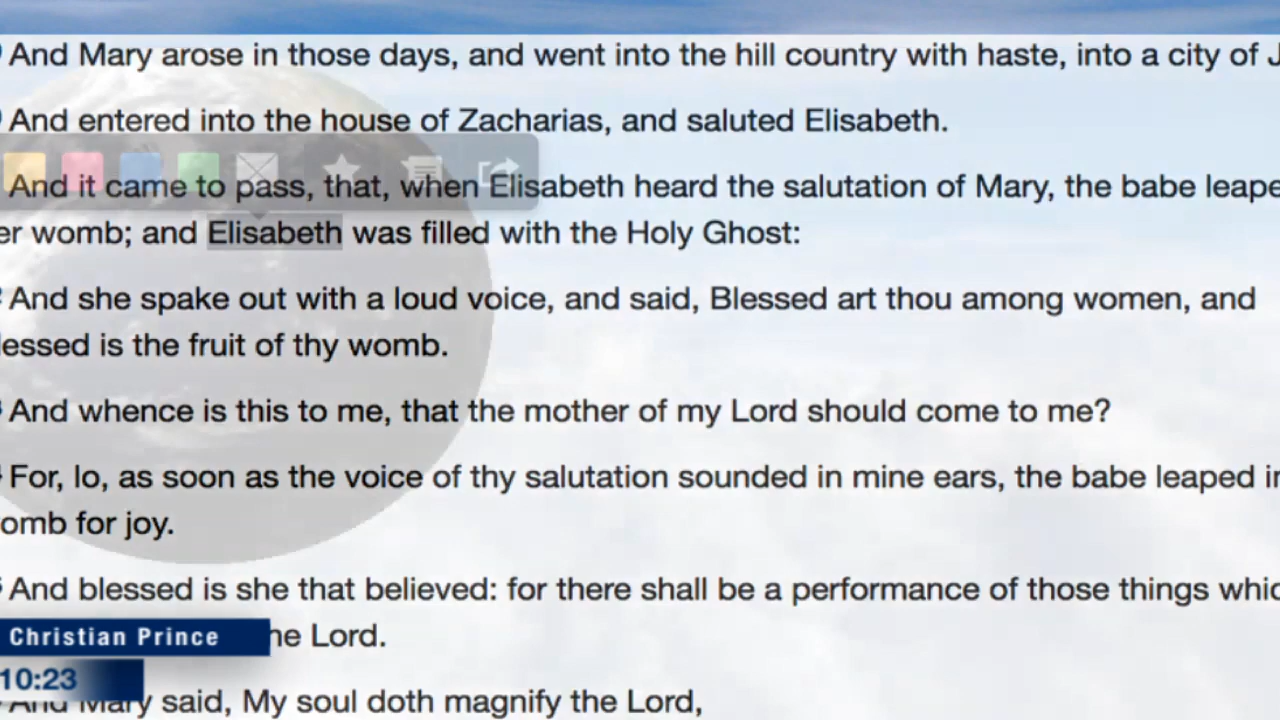 And Mary arose in those days, and went into the hill country with haste, into a city of J
And entered into the house of Zacharias, and saluted Elisabeth.
And it came to pass, that, when Elisabeth heard the salutation of Mary, the babe leape
er womb; and Elisabeth was filled with the Holy Ghost:
And she spake out with a loud voice, and said, Blessed art thou among women, and
lessed is the fruit of thy womb.
And whence is this to me, that the mother of my Lord should come to me?
For, lo, as soon as the voice of thy salutation sounded in mine ears, the babe leaped in
omb for joy.
And blessed is she that believed: for there shall be a performance of those things whic
Christian Prince he Lord.
10:23
And Mary said, My soul doth magnify the Lord,